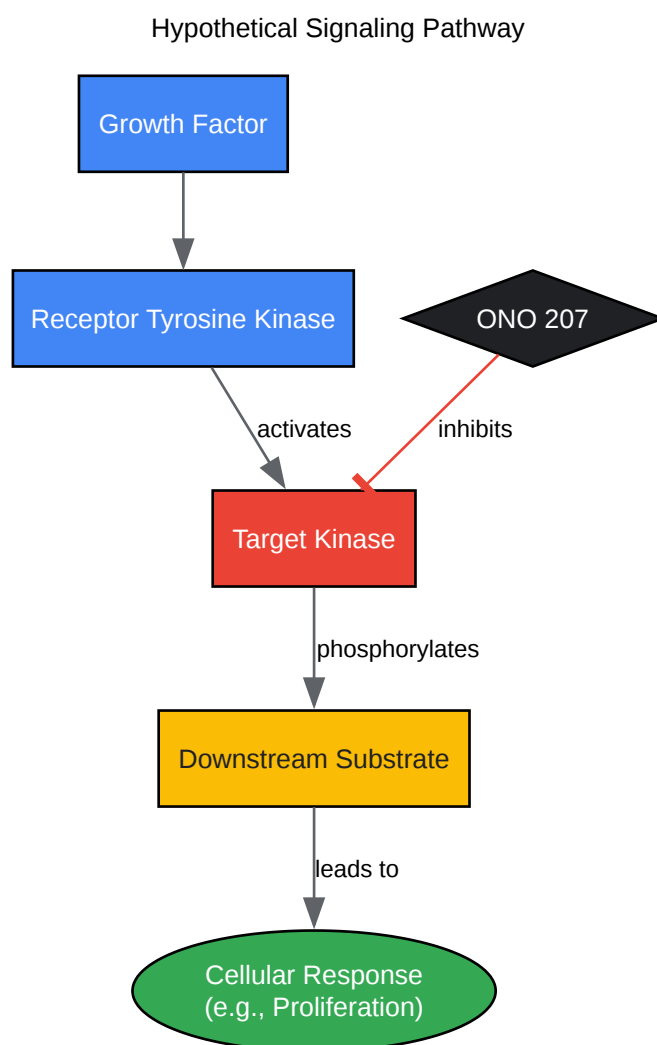 Hypothetical Signaling Pathway
Growth Factor
Receptor Tyrosine Kinase
ONO 207
activates
inhibits
Target Kinase
phosphorylates
Downstream Substrate
leads to
Cellular Response
(e.g., Proliferation)